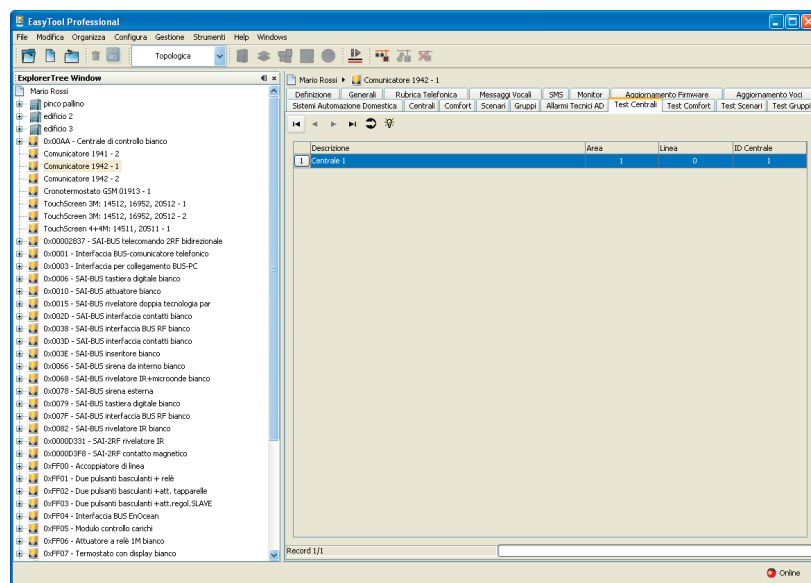 EasyTool Professional
File Modifica Organizza Configura Gestione Strumenti Help Windows
Topologica
ExplorerTree Window
Mario Rossi
pinco pallino
edificio 2
edificio 3
0x00AA - Centrale di controllo bianco
Comunicatore 1941 - 2
Comunicatore 1942 - 1
Comunicatore 1942 - 2
Cronotermostato GSM 01913 - 1
TouchScreen 3M: 14512, 16952, 20512 - 1
TouchScreen 3M: 14512, 16952, 20512 - 2
TouchScreen 4+4M: 14511, 20511 - 1
0x00002837 - SAI-BUS telecomando 2RF bidirezionale
0x0001 - Interfaccia BUS-comunicatore telefonico
0x0003 - Interfaccia per collegamento BUS-PC
0x0006 - SAI-BUS tastiera digitale bianco
0x0010 - SAI-BUS attuatore bianco
0x0015 - SAI-BUS rivelatore doppia tecnologia par
0x002D - SAI-BUS interfaccia contatti bianco
0x0038 - SAI-BUS interfaccia BUS RF bianco
0x003D - SAI-BUS interfaccia contatti bianco
0x003E - SAI-BUS inseritore bianco
0x0066 - SAI-BUS sirena da interno bianco
0x0068 - SAI-BUS rivelatore IR+microonde bianco
0x0078 - SAI-BUS sirena esterna
0x0079 - SAI-BUS tastiera digitale bianco
0x007F - SAI-BUS interfaccia BUS RF bianco
0x0082 - SAI-BUS rivelatore IR bianco
0x0000D331 - SAI-2RF rivelatore IR
0x0000D3F8 - SAI-2RF contatto magnetico
0xFF00 - Accoppiatore di linea
0xFF01 - Due pulsanti basculanti + relè
0xFF02 - Due pulsanti basculanti +att. tapparelle
0xFF03 - Due pulsanti basculanti +att.regol.SLAVE
0xFF04 - Interfaccia BUS EnOcean
0xFF05 - Modulo controllo carichi
0xFF06 - Attuatore a relè 1M bianco
0xFF07 - Termostato con display bianco
Mario Rossi Comunicatore 1942 - 1
Definizione Generali Rubrica Telefonica Messaggi Vocali SMS Monitor Aggiornamento Firmware Aggiornamento Voci
Sistemi Automazione Domestica Centrali Comfort Scenari Gruppi Allarmi Tecnici AD Test Centrali Test Comfort Test Scenari Test Gruppi
Descrizione Area Linea ID Centrale
1 Centrale 1 1 0 1
Record 1/1
Online